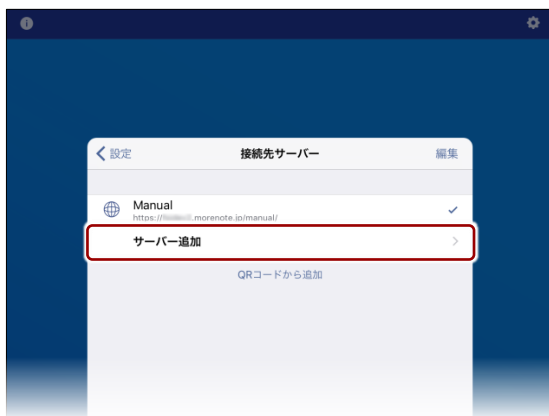 設定
接続先サーバー
編集
Manual
https://.morenote.jp/manual/
サーバー追加
QRコードから追加